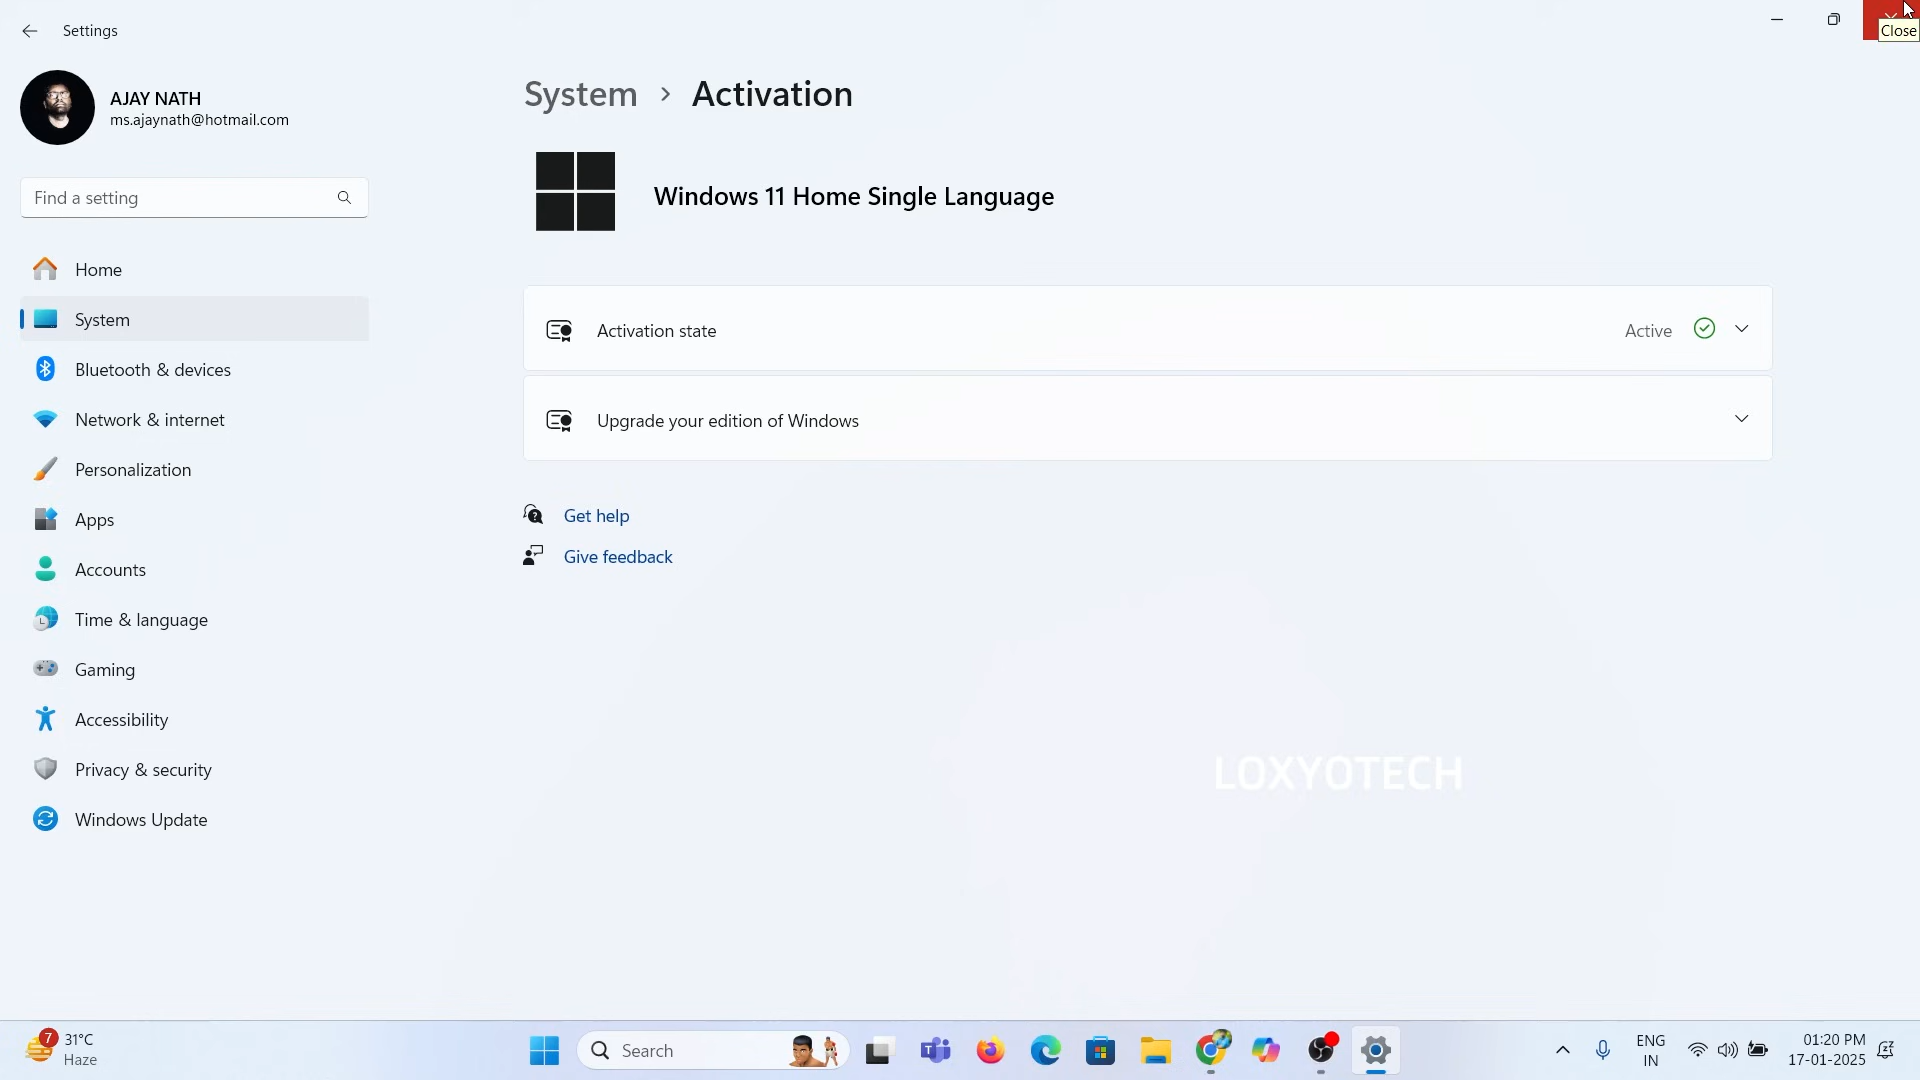 Settings
Close
AJAY NATH
ms.ajaynath@hotmail.com
Find a setting
Home
System
Bluetooth & devices
Network & internet
Personalization
Apps
Accounts
Time & language
Gaming
Accessibility
Privacy & security
Windows Update
System > Activation
Windows 11 Home Single Language
Activation state
Active
Upgrade your edition of Windows
Get help
Give feedback
LOXYOTECH
7
31°C
Haze
Search
ENG
IN
01:20 PM
17-01-2025